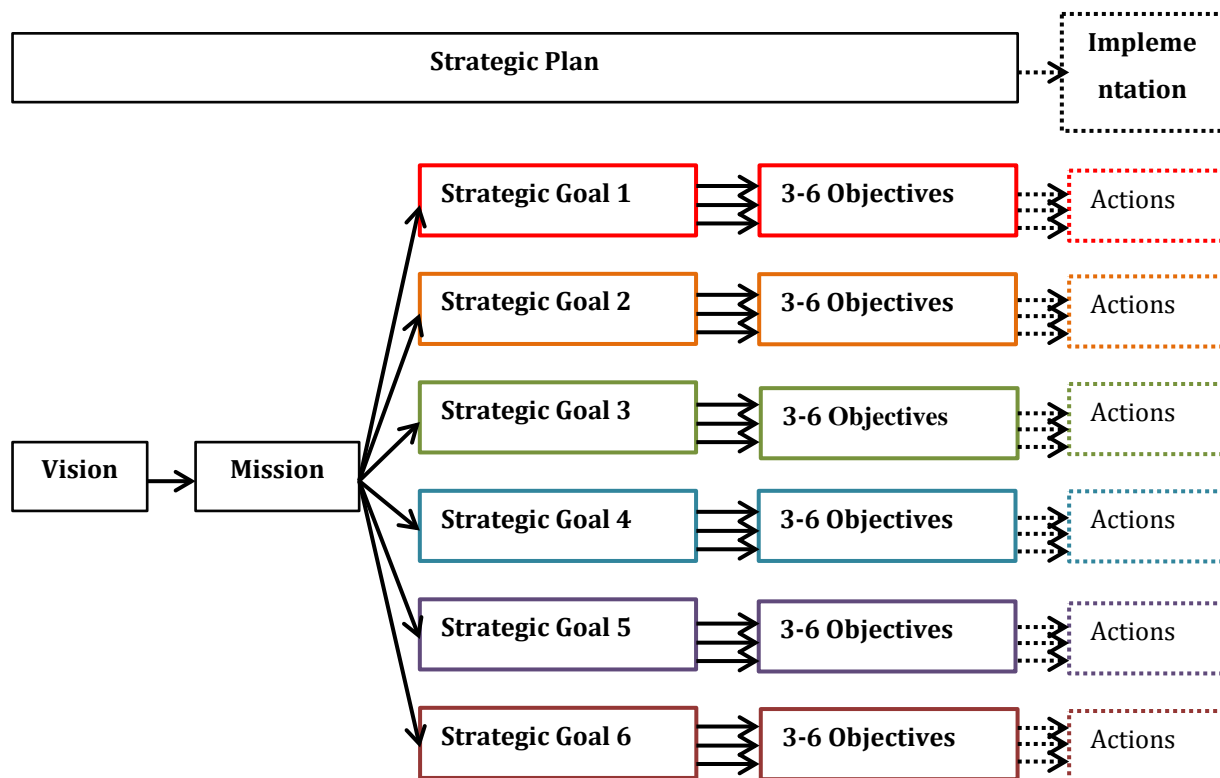 Strategic Plan
Impleme
ntation
Strategic Goal 1
3-6 Objectives
Actions
Strategic Goal 2
3-6 Objectives
Actions
Strategic Goal 3
3-6 Objectives
Actions
Vision
Mission
Strategic Goal 4
3-6 Objectives
Actions
Strategic Goal 5
3-6 Objectives
Actions
Strategic Goal 6
3-6 Objectives
Actions